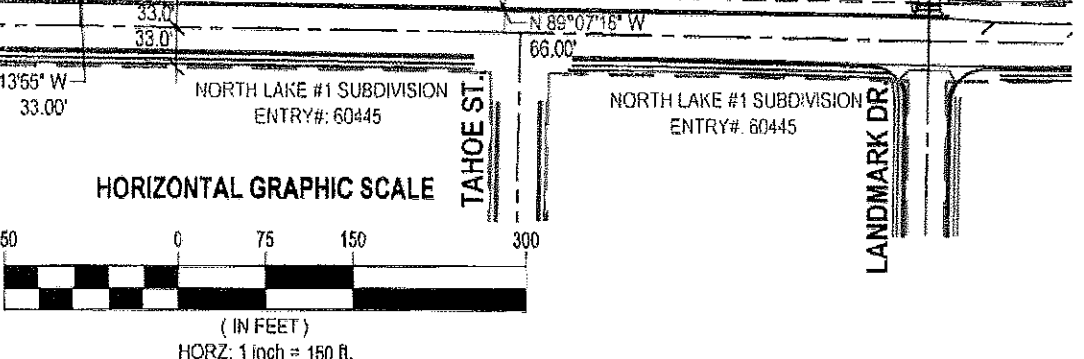 33.0'
33.0'
N 89°07'16" W
66.00'
13'55" W
33.00'
NORTH LAKE #1 SUBDIVISION
ENTRY#: 60445
TAHOE ST.
NORTH LAKE #1 SUBDIVISION
ENTRY#: 60445
LANDMARK DR.
HORIZONTAL GRAPHIC SCALE
50 0 75 150 300
( IN FEET )
HORZ: 1 inch = 150 ft.